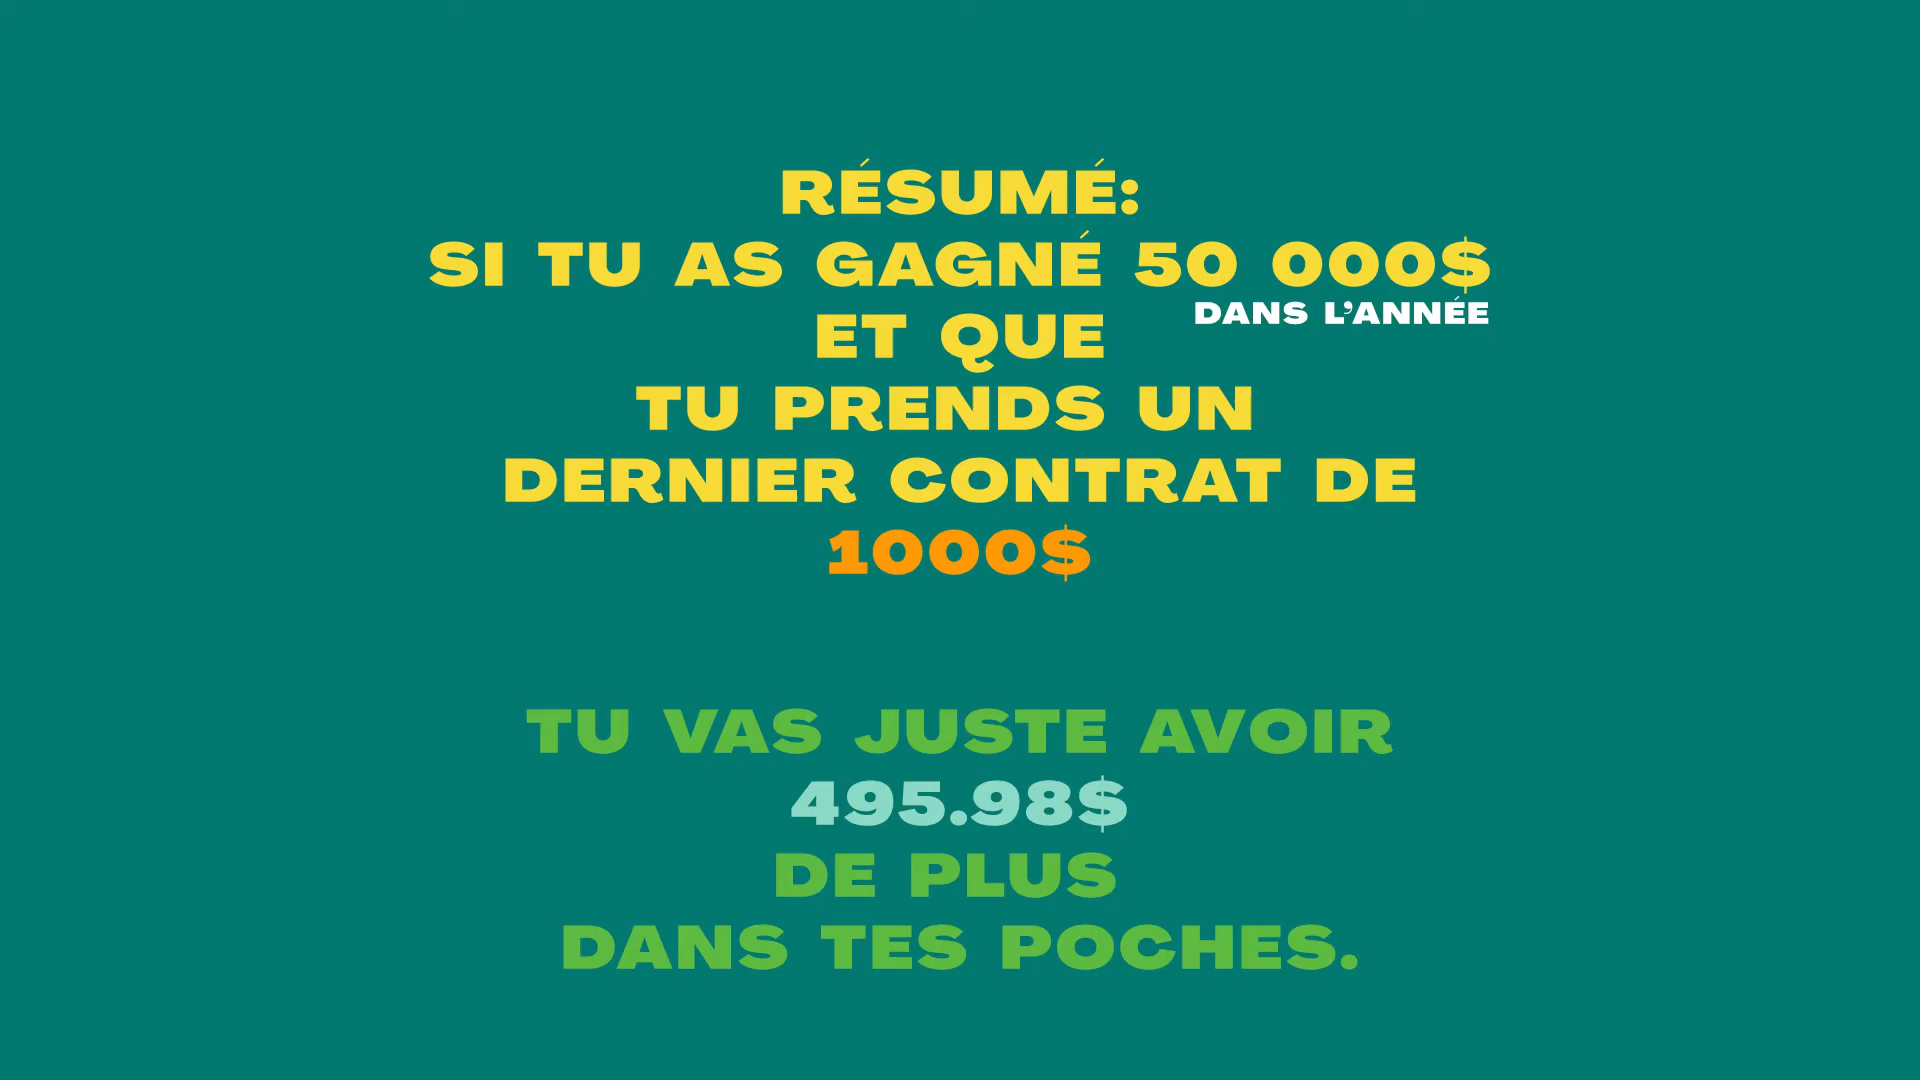 RÉSUMÉ:
SI TU AS GAGNÉ 50 000$
DANS L’ANNÉE
ET QUE
TU PRENDS UN
DERNIER CONTRAT DE
1000$
TU VAS JUSTE AVOIR
495.98$
DE PLUS
DANS TES POCHES.